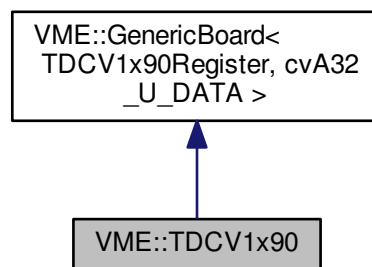 VME::GenericBoard<
TDCV1x90Register, cvA32
_U_DATA >
VME::TDCV1x90